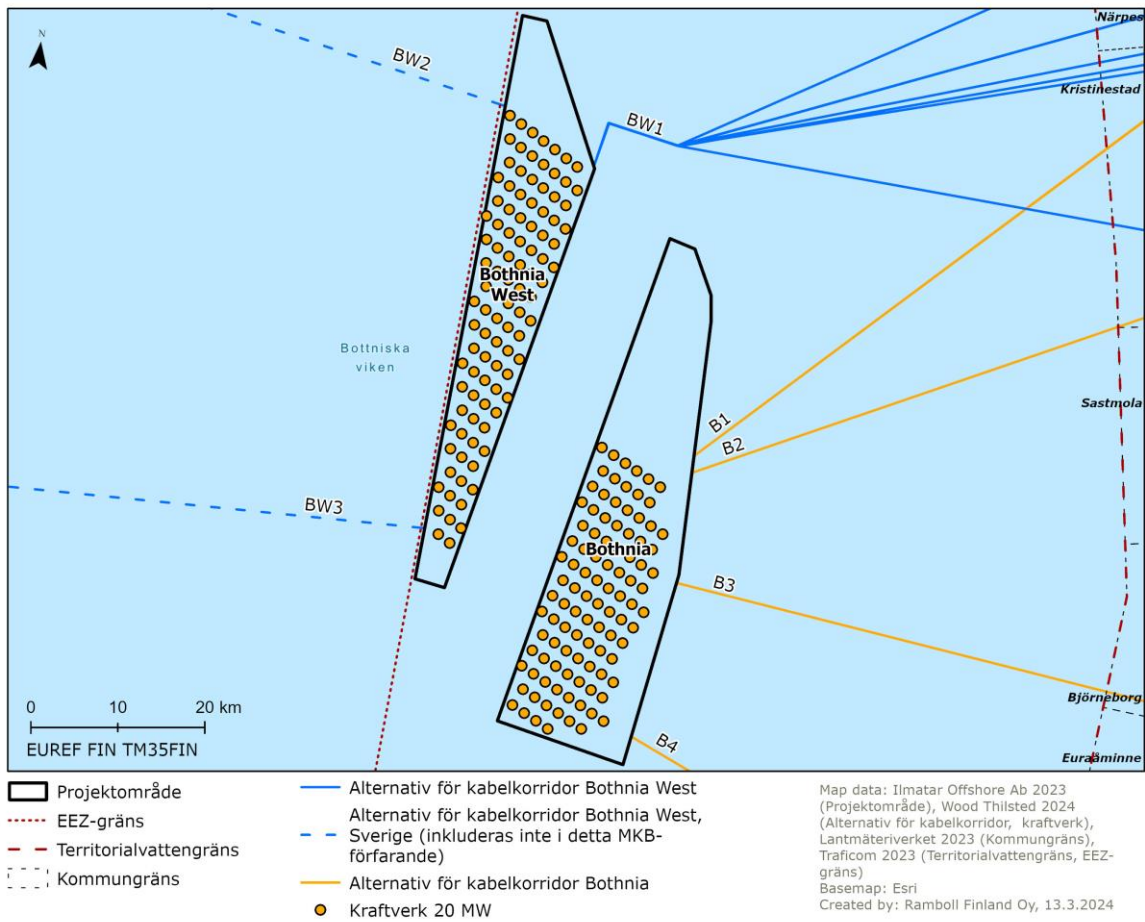 N
BW2
BW1
Närpes
Kristinestad
Bothnia
West
Bottniska
viken
BW3
B1
B2
Sastmola
Bothnia
B3
Björneborg
B4
Euraåminne
0 10 20 km
EUREF FIN TM35FIN
Projektområde
EEZ-gräns
Territorialvattengräns
Kommungräns
Alternativ för kabelkorridor Bothnia West
Alternativ för kabelkorridor Bothnia West,
Sverige (inkluderas inte i detta MKB-
förfarande)
Alternativ för kabelkorridor Bothnia
Kraftverk 20 MW
Map data: Ilmatar Offshore Ab 2023
(Projektområde), Wood Thilsted 2024
(Alternativ för kabelkorridor, kraftverk),
Lantmäteriverket 2023 (Kommungräns),
Traficom 2023 (Territorialvattengräns, EEZ-
gräns)
Basemap: Esri
Created by: Ramboll Finland Oy, 13.3.2024